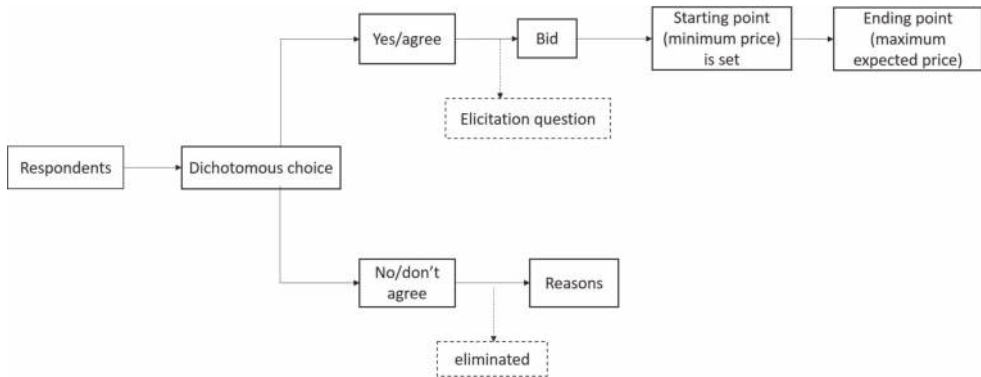 Yes/agree
Bid
Starting point
(minimum price)
is set
Ending point
(maximum
expected price)
Elicitation question
Respondents
Dichotomous choice
No/don't
agree
Reasons
eliminated